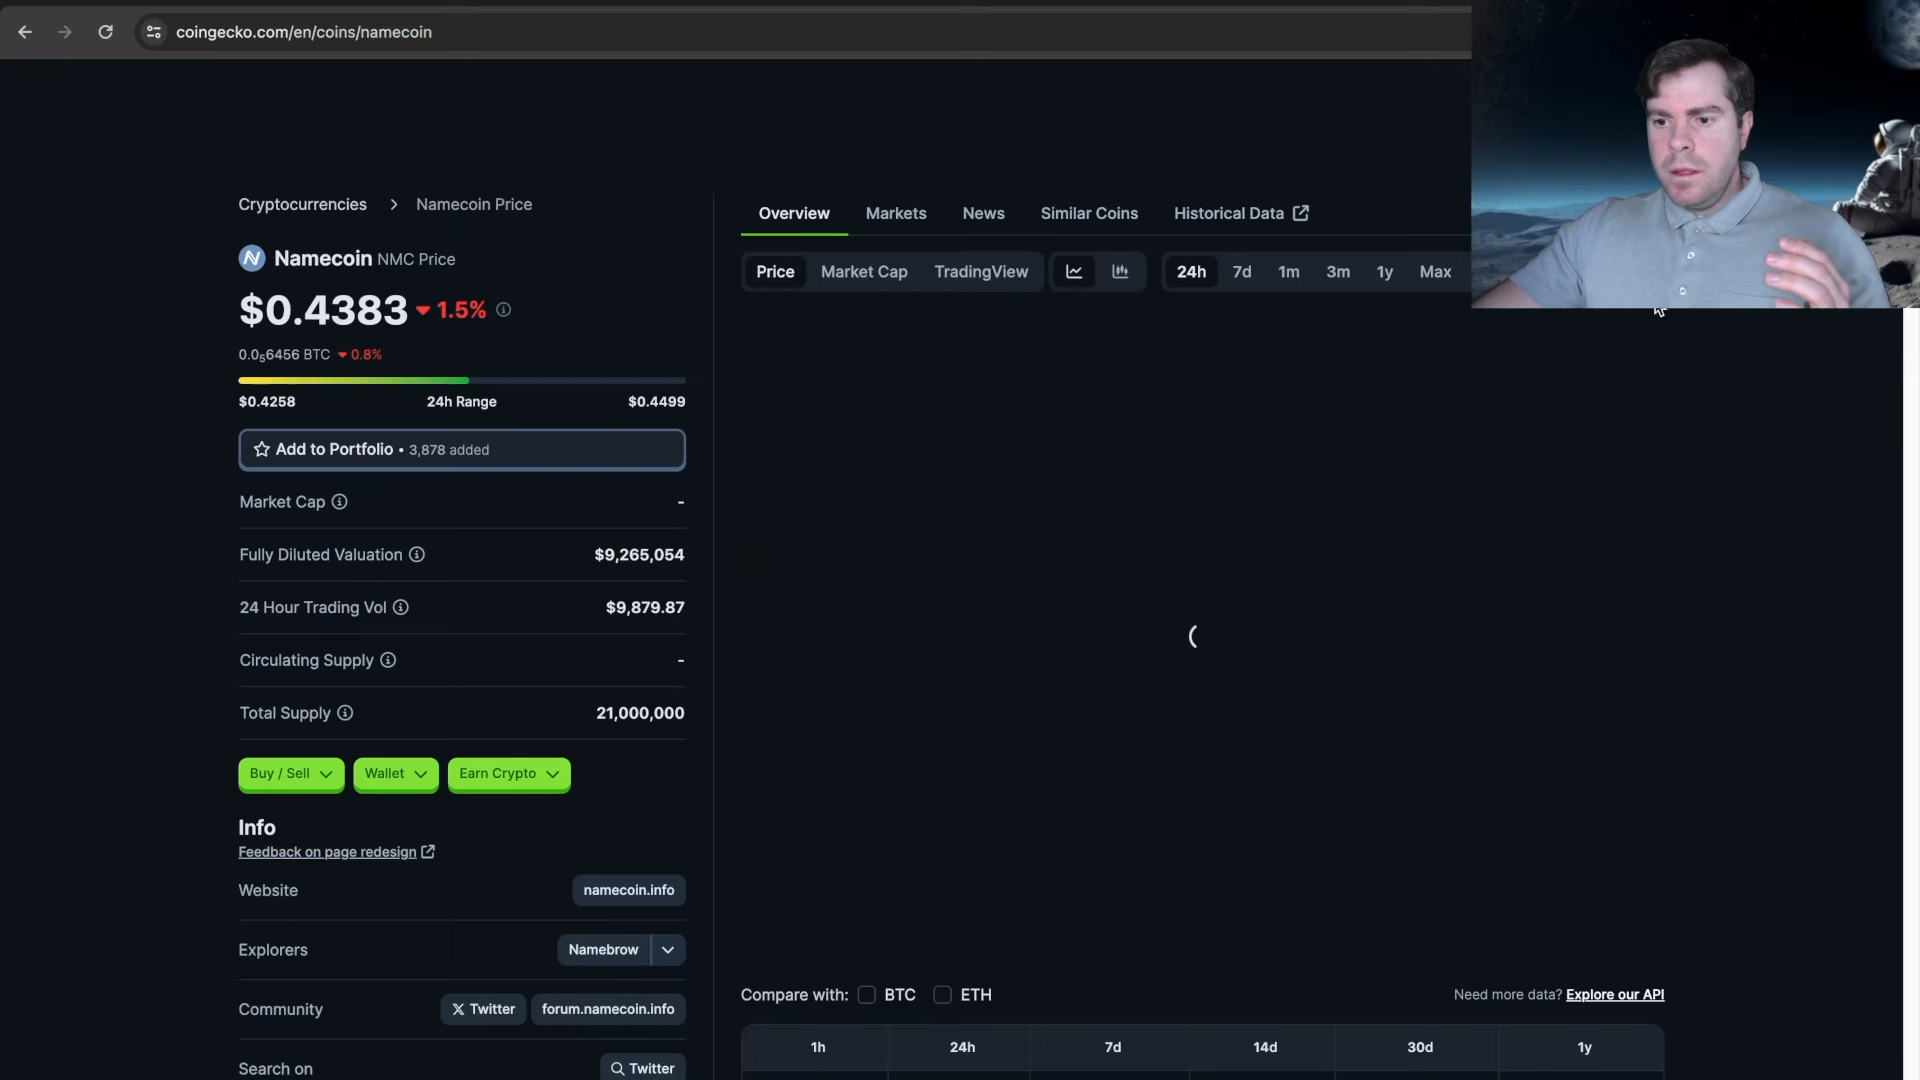 coingecko.com/en/coins/namecoin
Cryptocurrencies > Namecoin Price
Namecoin NMC Price
$0.4383 1.5%
0.0₅6456 BTC 0.8%
$0.4258 24h Range $0.4499
Add to Portfolio • 3,878 added
Market Cap -
Fully Diluted Valuation $9,265,054
24 Hour Trading Vol $9,879.87
Circulating Supply -
Total Supply 21,000,000
Buy / Sell Wallet Earn Crypto
Info
Feedback on page redesign
Website namecoin.info
Explorers Namebrow
Community X Twitter forum.namecoin.info
Search on Twitter
Overview Markets News Similar Coins Historical Data
Price Market Cap TradingView 24h 7d 1m 3m 1y Max
Compare with: BTC ETH Need more data? Explore our API
1h 24h 7d 14d 30d 1y